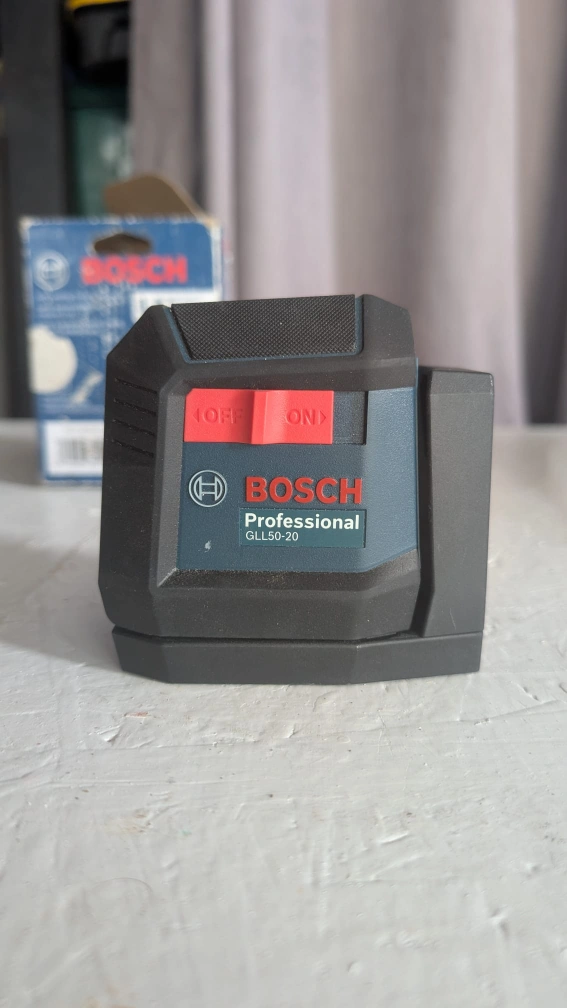 BOSCH
OFF ON
BOSCH
Professional
GLL50-20